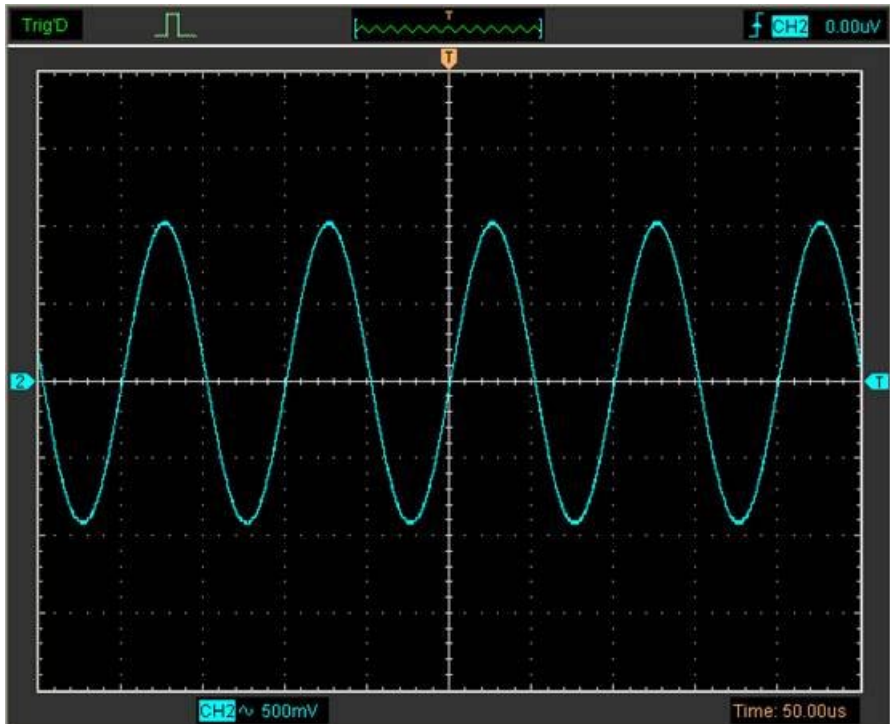 Trig'D
T
CH2 0.00uV
T
2
T
CH2 ~ 500mV
Time: 50.00us